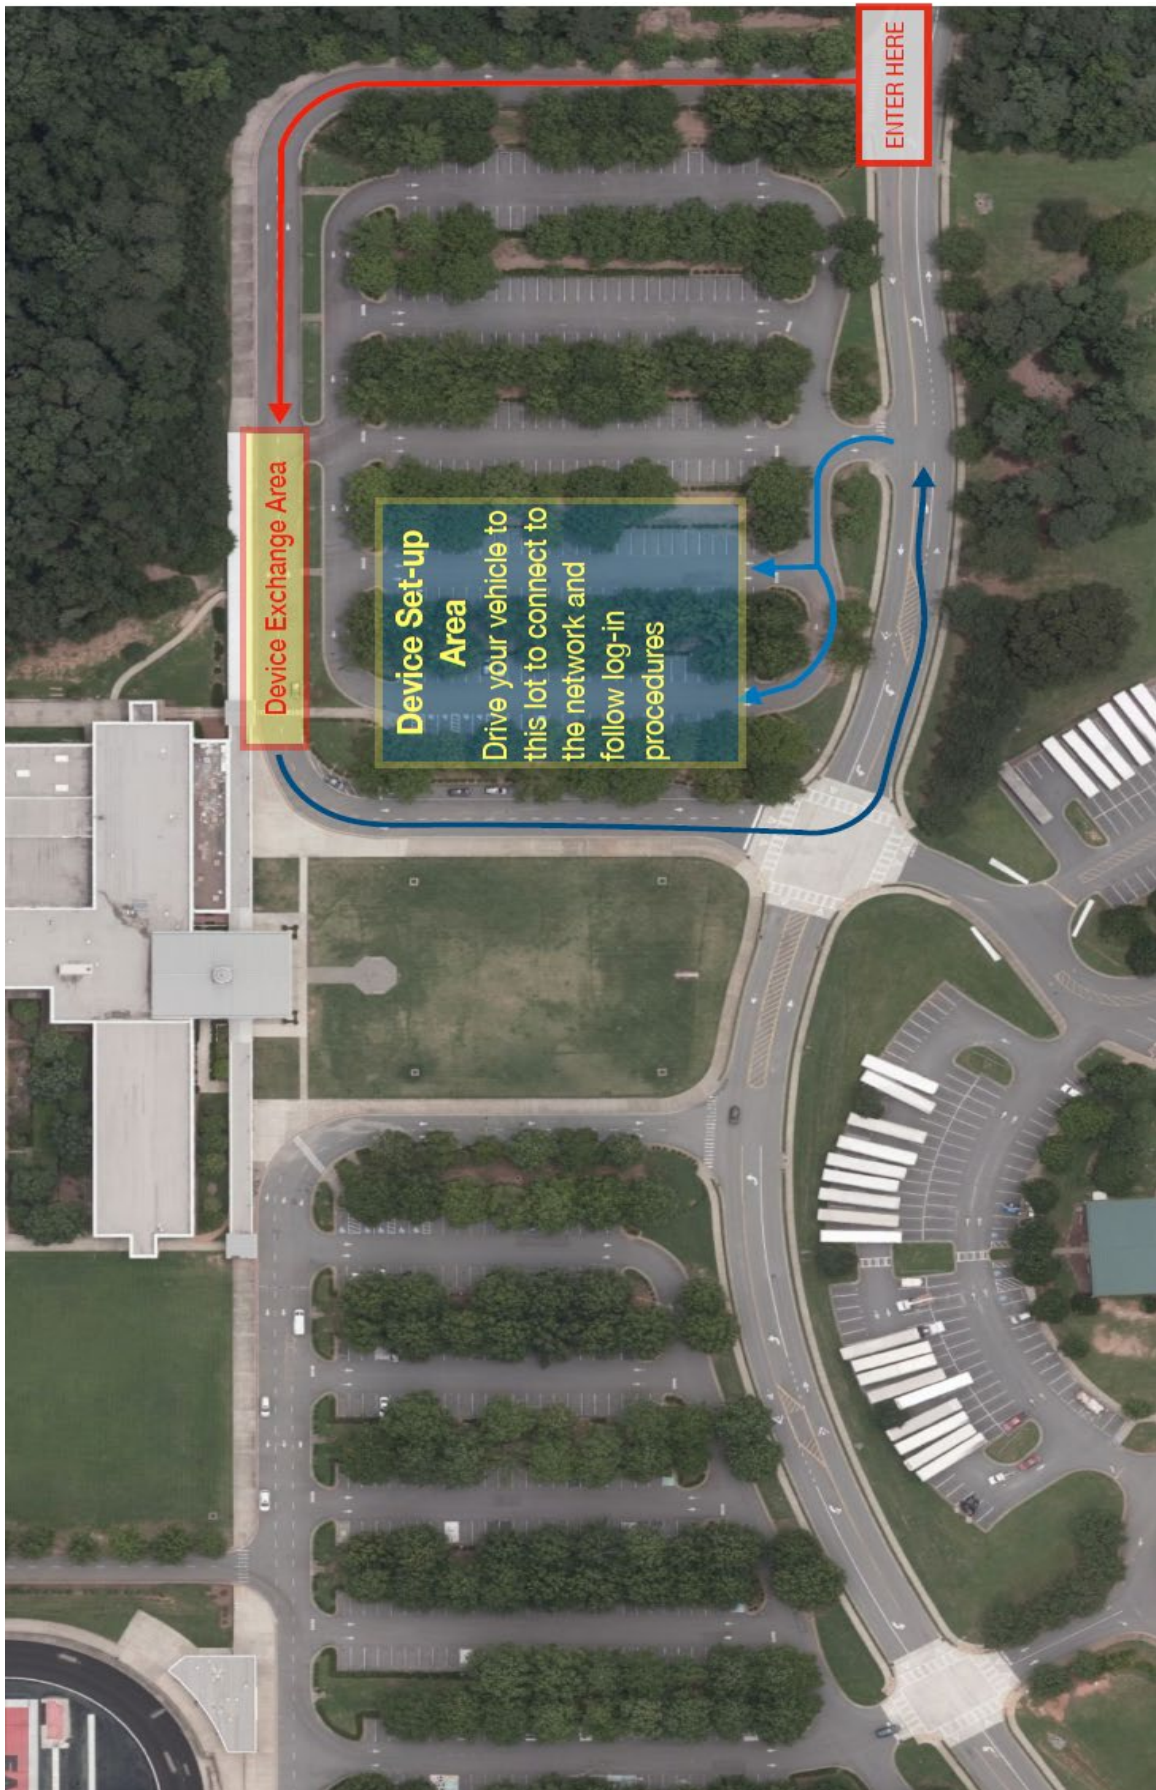 ENTER HERE
Device Exchange Area
Device Set-up
Area
Drive your vehicle to
this lot to connect to
the network and
follow log-in
procedures